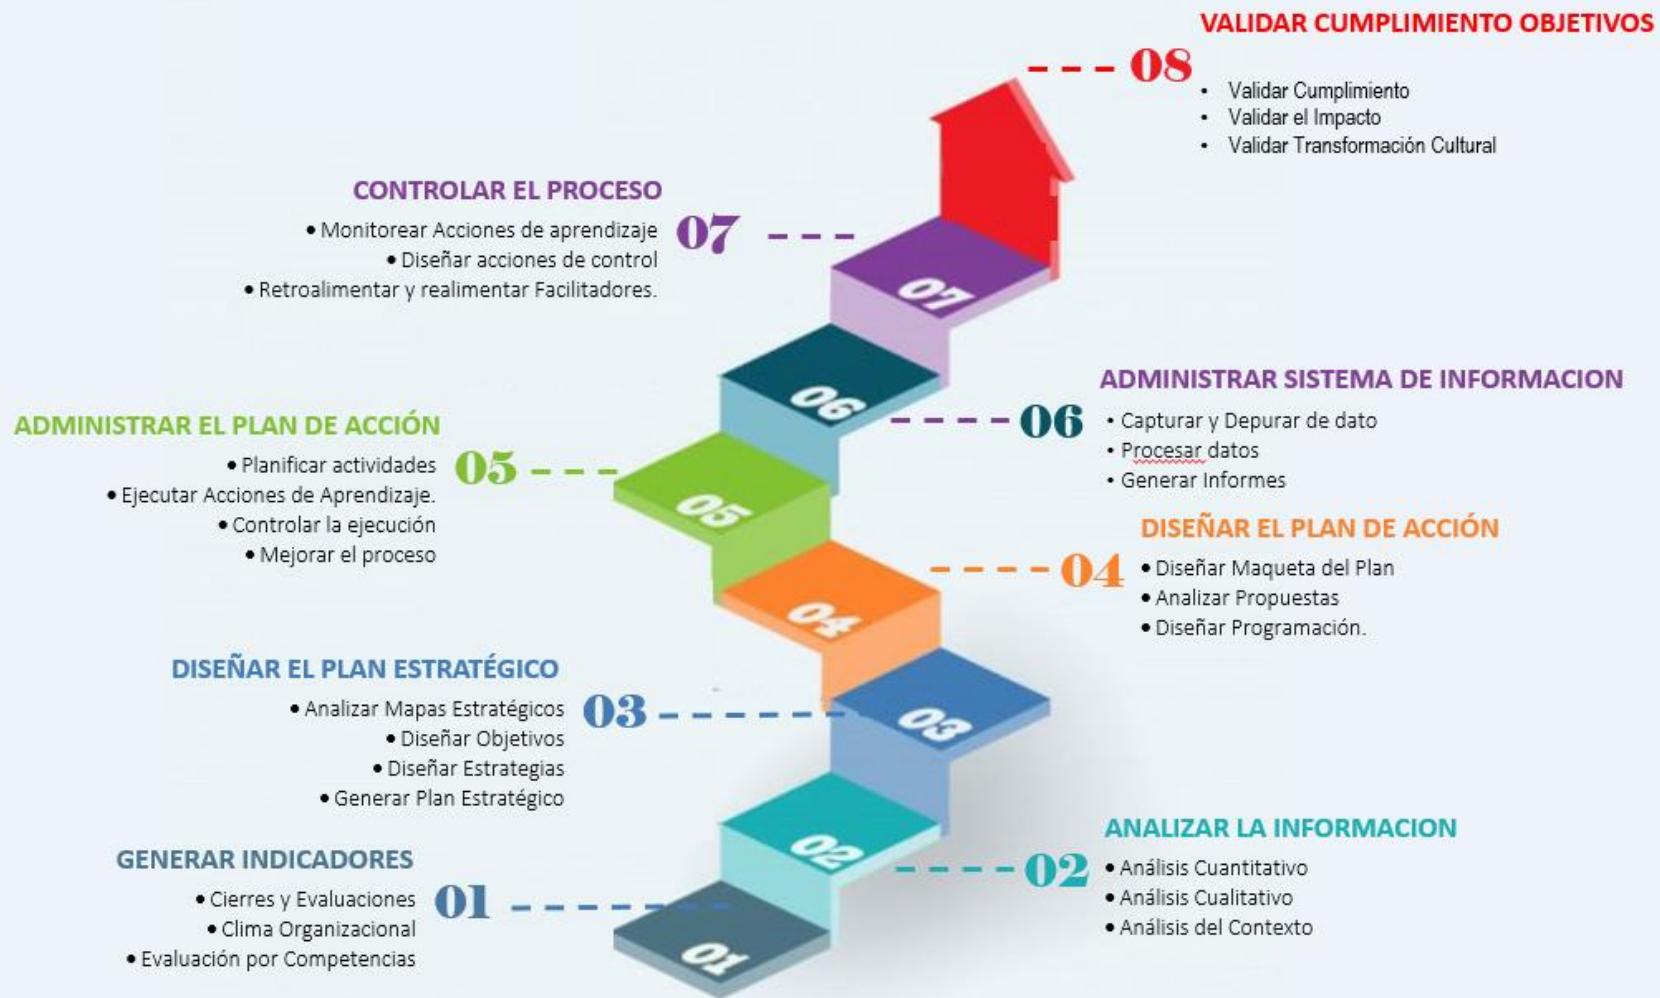 VALIDAR CUMPLIMIENTO OBJETIVOS
08
• Validar Cumplimiento
• Validar el Impacto
• Validar Transformación Cultural
CONTROLAR EL PROCESO
• Monitorear Acciones de aprendizaje
• Diseñar acciones de control
• Retroalimentar y realimentar Facilitadores.
07
07
ADMINISTRAR SISTEMA DE INFORMACION
06
06
• Capturar y Depurar de dato
• Procesar datos
• Generar Informes
ADMINISTRAR EL PLAN DE ACCIÓN
• Planificar actividades
• Ejecutar Acciones de Aprendizaje.
• Controlar la ejecución
• Mejorar el proceso
05
05
DISEÑAR EL PLAN DE ACCIÓN
04
04
• Diseñar Maqueta del Plan
• Analizar Propuestas
• Diseñar Programación.
DISEÑAR EL PLAN ESTRATÉGICO
• Analizar Mapas Estratégicos
• Diseñar Objetivos
• Diseñar Estrategias
• Generar Plan Estratégico
03
03
ANALIZAR LA INFORMACION
02
02
• Análisis Cuantitativo
• Análisis Cualitativo
• Análisis del Contexto
GENERAR INDICADORES
• Cierres y Evaluaciones
• Clima Organizacional
• Evaluación por Competencias
01
01